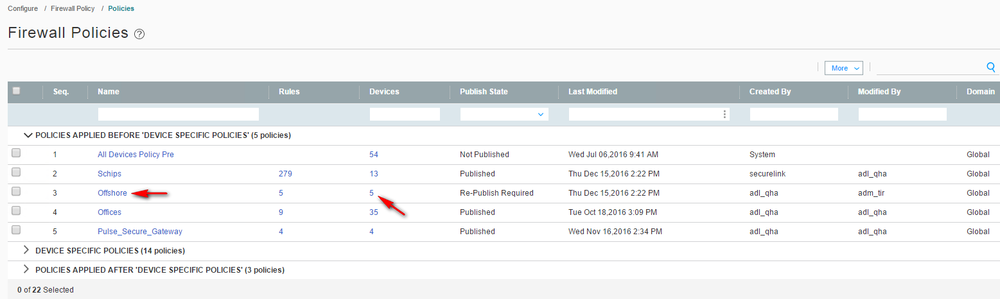 Configure / Firewall Policy / Policies
Firewall Policies ?
More
Seq. Name Rules Devices Publish State Last Modified Created By Modified By Domain
POLICIES APPLIED BEFORE 'DEVICE SPECIFIC POLICIES' (5 policies)
1 All Devices Policy Pre 54 Not Published Wed Jul 06,2016 9:41 AM System Global
2 Schips 279 13 Published Thu Dec 15,2016 2:22 PM securelink adl_qha Global
3 Offshore 5 5 Re-Publish Required Thu Dec 15,2016 2:22 PM adl_qha adm_tir Global
4 Offices 9 35 Published Tue Oct 18,2016 3:09 PM adl_qha adl_qha Global
5 Pulse_Secure_Gateway 4 4 Published Wed Nov 16,2016 2:34 PM adl_qha adl_qha Global
DEVICE SPECIFIC POLICIES (14 policies)
POLICIES APPLIED AFTER 'DEVICE SPECIFIC POLICIES' (3 policies)
0 of 22 Selected